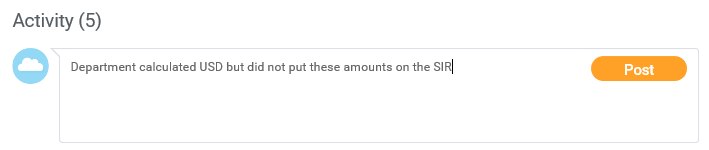 Activity (5)
Department calculated USD but did not put these amounts on the SIR
Post